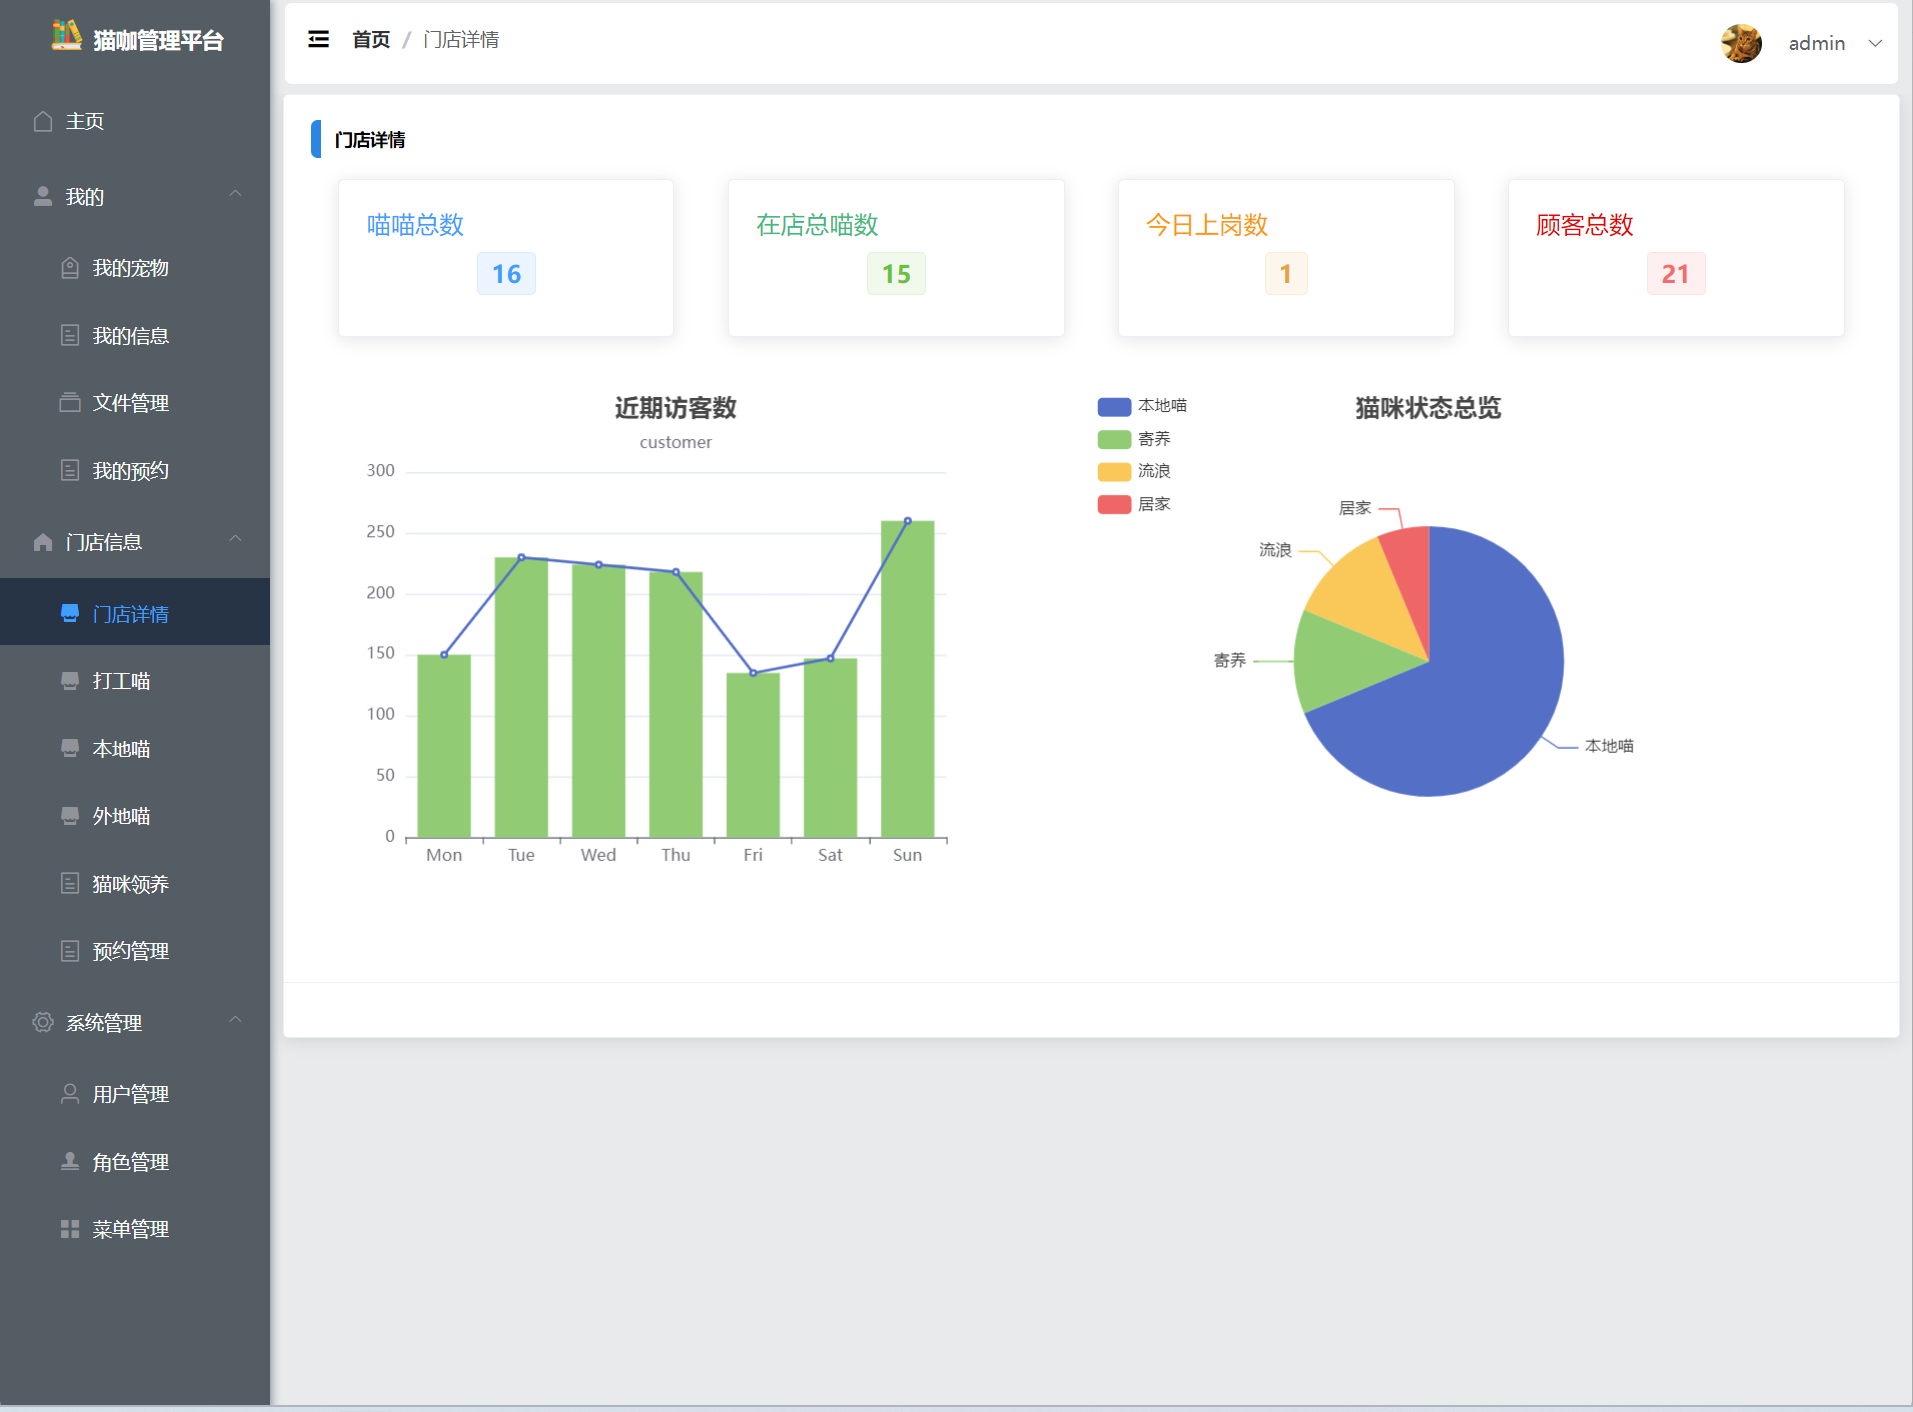 猫咖管理平台
主页
我的
我的宠物
我的信息
文件管理
我的预约
门店信息
门店详情
打工喵
本地喵
外地喵
猫咪领养
预约管理
系统管理
用户管理
角色管理
菜单管理
首页 / 门店详情
admin
门店详情
喵喵总数
16
在店总喵数
15
今日上岗数
1
顾客总数
21
近期访客数
customer
300
250
200
150
100
50
0
Mon Tue Wed Thu Fri Sat Sun
猫咪状态总览
本地喵
寄养
流浪
居家
居家
流浪
寄养
本地喵